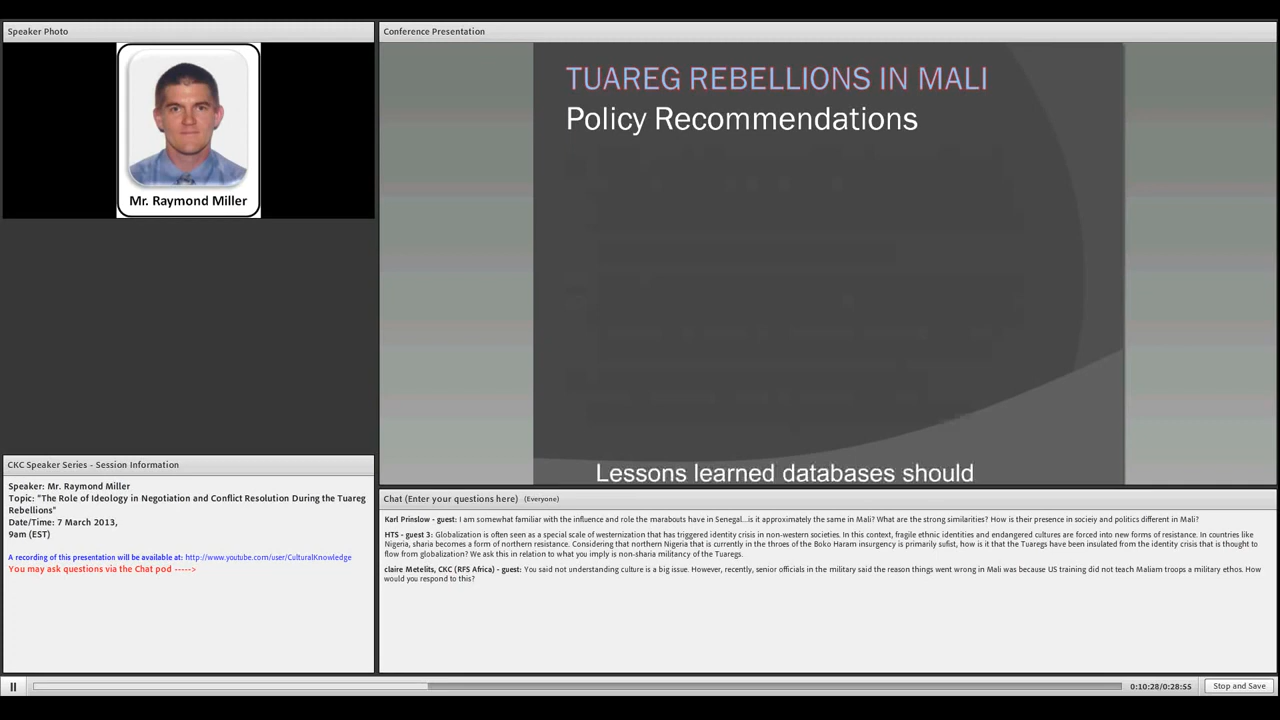 Speaker Photo
Mr. Raymond Miller
Conference Presentation
TUAREG REBELLIONS IN MALI
Policy Recommendations
Lessons learned databases should
CKC Speaker Series - Session Information
Speaker: Mr. Raymond Miller
Topic: "The Role of Ideology in Negotiation and Conflict Resolution During the Tuareg
Rebellions"
Date/Time: 7 March 2013,
9am (EST)
A recording of this presentation will be available at: http://www.youtube.com/user/CulturalKnowledge
You may ask questions via the Chat pod ----->
Chat (Enter your questions here) (Everyone)
Karl Prinslow - guest: I am somewhat familiar with the influence and role the marabouts have in Senegal...is it approximately the same in Mali? What are the strong similarities? How is their presence in socieiy and politics different in Mali?
HTS - guest 3: Globalization is often seen as a special scale of westernization that has triggered identity crisis in non-western societies. In this context, fragile ethnic identities and endangered cultures are forced into new forms of resistance. In countries like
Nigeria, sharia becomes a form of northern resistance. Considering that northern Nigeria that is currently in the throes of the Boko Haram insurgency is primarily sufist, how is it that the Tuaregs have been insulated from the identity crisis that is thought to
flow from globalization? We ask this in relation to what you imply is non-sharia militancy of the Tuaregs.
claire Metelits, CKC (RFS Africa) - guest: You said not understanding culture is a big issue. However, recently, senior officials in the military said the reason things went wrong in Mali was because US training did not teach Maliam troops a military ethos. How
would you respond to this?
0:10:28/0:28:55
Stop and Save